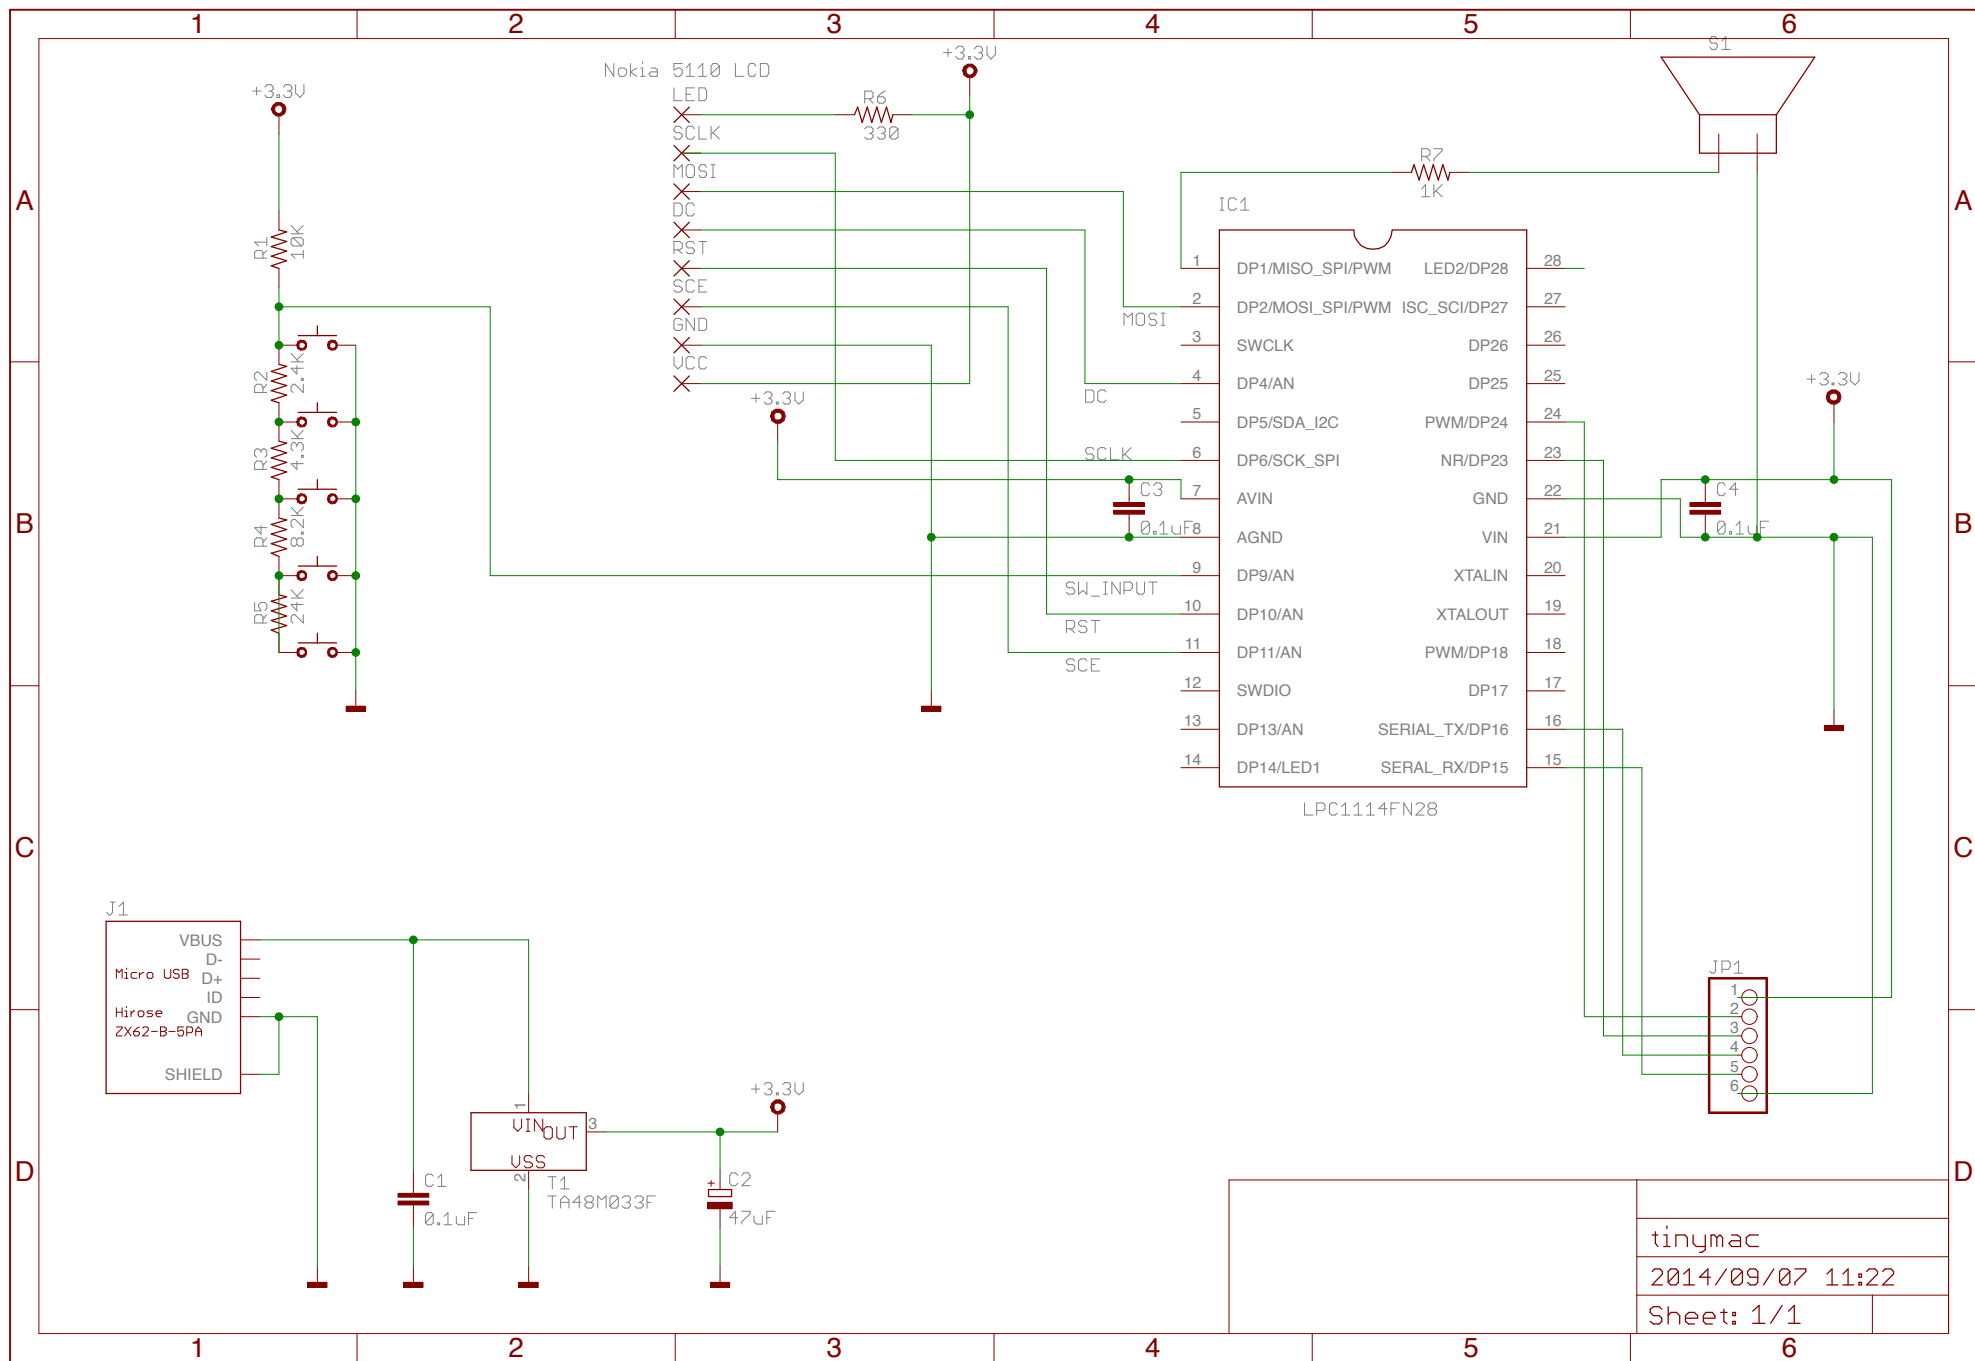 1 2 3 4 5 6
A A
B B
C C
D D
1 2 3 4 5 6
+3.3V
R1
10K
R2
2.4K
R3
4.3K
R4
8.2K
R5
24K
Nokia 5110 LCD
LED
SCLK
MOSI
DC
RST
SCE
GND
VCC
R6
330
+3.3V
+3.3V
MOSI
DC
SCLK
C3
0.1uF
SW_INPUT
RST
SCE
S1
R7
1K
IC1
1 DP1/MISO_SPI/PWM LED2/DP28 28
2 DP2/MOSI_SPI/PWM ISC_SCI/DP27 27
3 SWCLK DP26 26
4 DP4/AN DP25 25
5 DP5/SDA_I2C PWM/DP24 24
6 DP6/SCK_SPI NR/DP23 23
7 AVIN GND 22
8 AGND VIN 21
9 DP9/AN XTALIN 20
10 DP10/AN XTALOUT 19
11 DP11/AN PWM/DP18 18
12 SWDIO DP17 17
13 DP13/AN SERIAL_TX/DP16 16
14 DP14/LED1 SERAL_RX/DP15 15
LPC1114FN28
+3.3V
C4
0.1uF
JP1
1
2
3
4
5
6
J1
VBUS
D-
Micro USB D+
ID
Hirose GND
ZX62-B-5PA
SHIELD
C1
0.1uF
1
VIN
OUT 3
VSS
2
T1
TA48M033F
+3.3V
+
C2
47uF
tinymac
2014/09/07 11:22
Sheet: 1/1